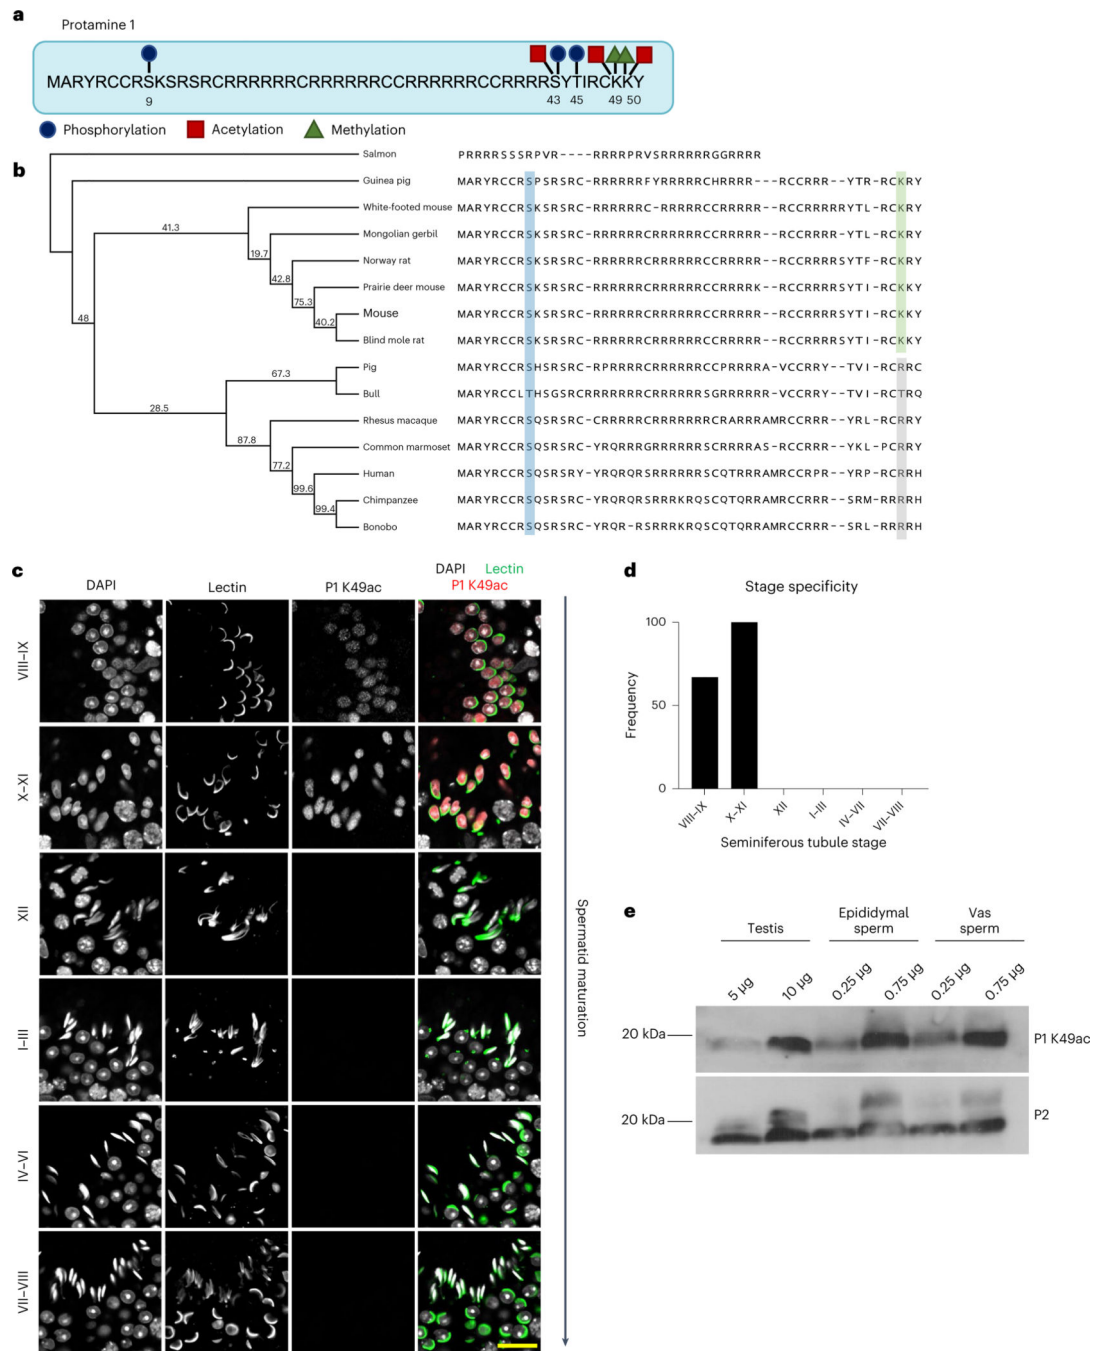 a
Protamine 1
MARYRCCRSKSRSRCRRRRRRCRRRRRRCCRRRRRRCCRRRRSYTIRCKKY
9 43 45 49 50
Phosphorylation Acetylation Methylation
b
Salmon PRRRRSSSRPVR----RRRRPRVSRRRRRRGGRRRR
Guinea pig MARYRCCRSPSRSRC-RRRRRRFYRRRRRCHRRRR---RCCRRR--YTR-RCKRY
White-footed mouse MARYRCCRSKSRSRC-RRRRRRC-RRRRRCCRRRRR--RCCRRRRRYTL-RCKRY
Mongolian gerbil MARYRCCRSKSRSRC-RRRRRRCRRRRRRCCRRRRR--RCCRRRR-YTL-RCKRY
Norway rat MARYRCCRSKSRSRC-RRRRRRCRRRRRRCCRRRRR--RCCRRRRSYTF-RCKRY
Prairie deer mouse MARYRCCRSKSRSRC-RRRRRRCRRRRRRCCRRRRK--RCCRRRRSYTI-RCKKY
Mouse MARYRCCRSKSRSRC-RRRRRRCRRRRRRCCRRRRR--RCCRRRRSYTI-RCKKY
Blind mole rat MARYRCCRSKSRSRC-RRRRRRCRRRRRRCCRRRRR--RCCRRRRSYTI-RCKKY
Pig MARYRCCRSHSRSRC-RPRRRRCRRRRRRCCPRRRRA-VCCRRY--TVI-RCRRC
Bull MARYRCCLTHSGSRCRRRRRRRCRRRRRRSGRRRRRR-VCCRRY--TVI-RCTRQ
Rhesus macaque MARYRCCRSQSRSRC-CRRRRRCRRRRRRCRARRRAMRCCRRR--YRL-RCRRY
Common marmoset MARYRCCRSQSRSRC-YRQRRRGRRRRRRSCRRRRAS-RCCRRR--YKL-PCRRY
Human MARYRCCRSQSRSRY-YRQRQRSRRRRRRSCQTRRRAMRCCRPR--YRP-RCRRH
Chimpanzee MARYRCCRSQSRSRC-YRQRQRSRRRKRQSCQTQRRAMRCCRRR--SRM-RRRRH
Bonobo MARYRCCRSQSRSRC-YRQR-RSRRRKRQSCQTQRRAMRCCRRR--SRL-RRRRH
41.3
19.7
42.8
75.3
40.2
48
67.3
28.5
87.8
77.2
99.6
99.4
c
DAPI Lectin P1 K49ac DAPI Lectin
P1 K49ac
VIII–IX
X–XI
XII
I–III
IV–VI
VII–VIII
Spermatid maturation
d
Stage specificity
Frequency
100
50
0
VIII–IX X–XI XII I–III IV–VII VII–VIII
Seminiferous tubule stage
e
Testis Epididymal sperm Vas sperm
5 µg 10 µg 0.25 µg 0.75 µg 0.25 µg 0.75 µg
20 kDa P1 K49ac
20 kDa P2